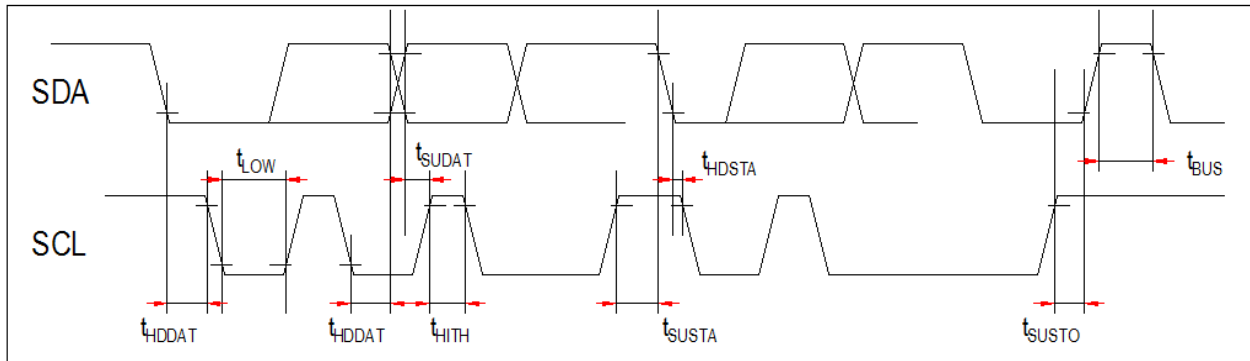 SDA
tLOW
tSUDAT
tHDSTA
tBUS
SCL
tHDDAT
tHDDAT
tHITH
tSUSTA
tSUSTO